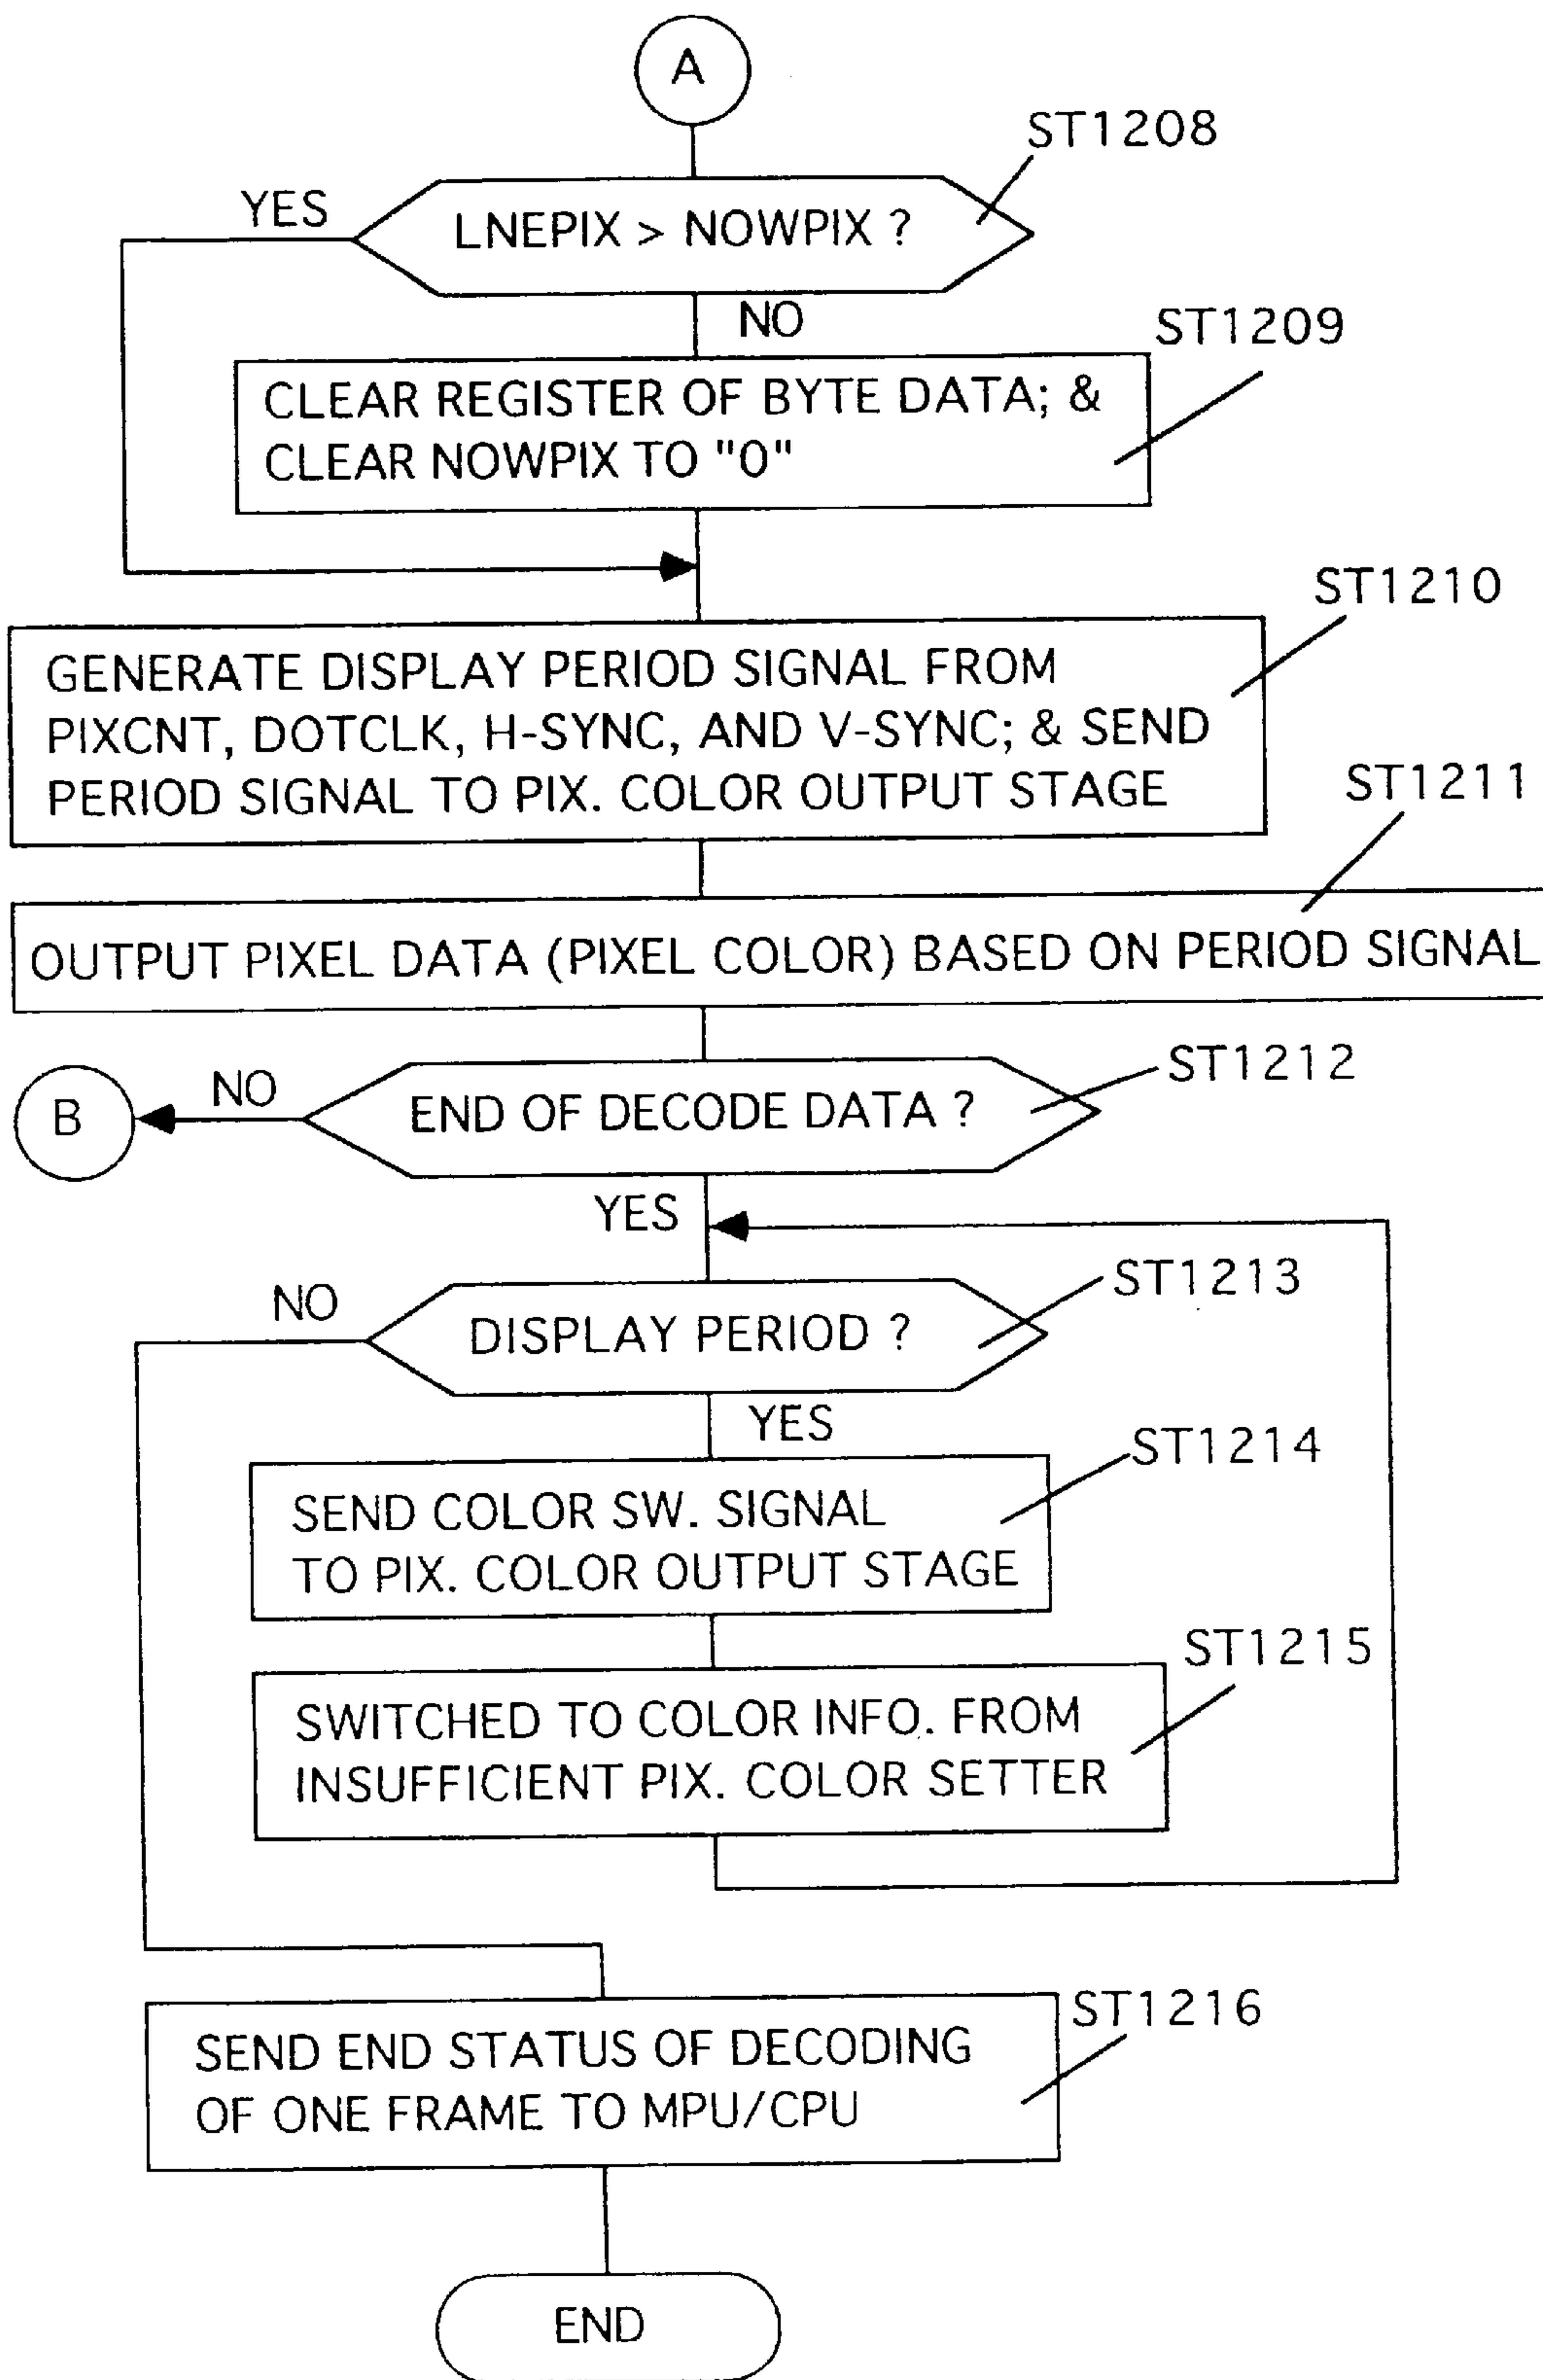 A
ST1208
YES
LNEPIX > NOWPIX ?
NO
ST1209
CLEAR REGISTER OF BYTE DATA; &
CLEAR NOWPIX TO "0"
ST1210
GENERATE DISPLAY PERIOD SIGNAL FROM
PIXCNT, DOTCLK, H-SYNC, AND V-SYNC; & SEND
PERIOD SIGNAL TO PIX. COLOR OUTPUT STAGE
ST1211
OUTPUT PIXEL DATA (PIXEL COLOR) BASED ON PERIOD SIGNAL
ST1212
B
NO
END OF DECODE DATA ?
YES
ST1213
NO
DISPLAY PERIOD ?
YES
ST1214
SEND COLOR SW. SIGNAL
TO PIX. COLOR OUTPUT STAGE
ST1215
SWITCHED TO COLOR INFO. FROM
INSUFFICIENT PIX. COLOR SETTER
ST1216
SEND END STATUS OF DECODING
OF ONE FRAME TO MPU/CPU
END